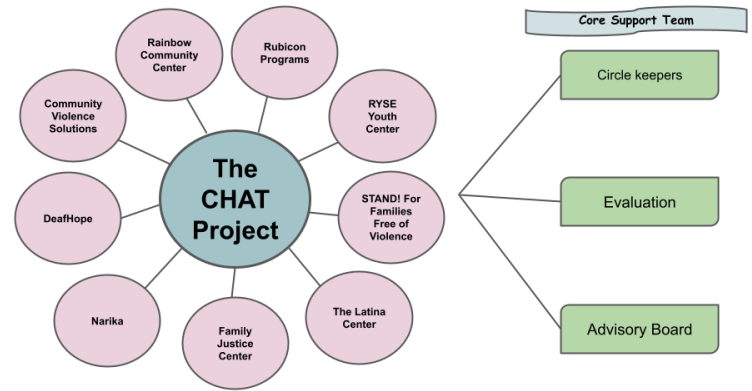 Core Support Team
Rainbow
Community
Center
Rubicon
Programs
Community
Violence
Solutions
RYSE
Youth
Center
The
CHAT
Project
DeafHope
STAND! For
Families
Free of
Violence
Narika
Family
Justice
Center
The Latina
Center
Circle keepers
Evaluation
Advisory Board